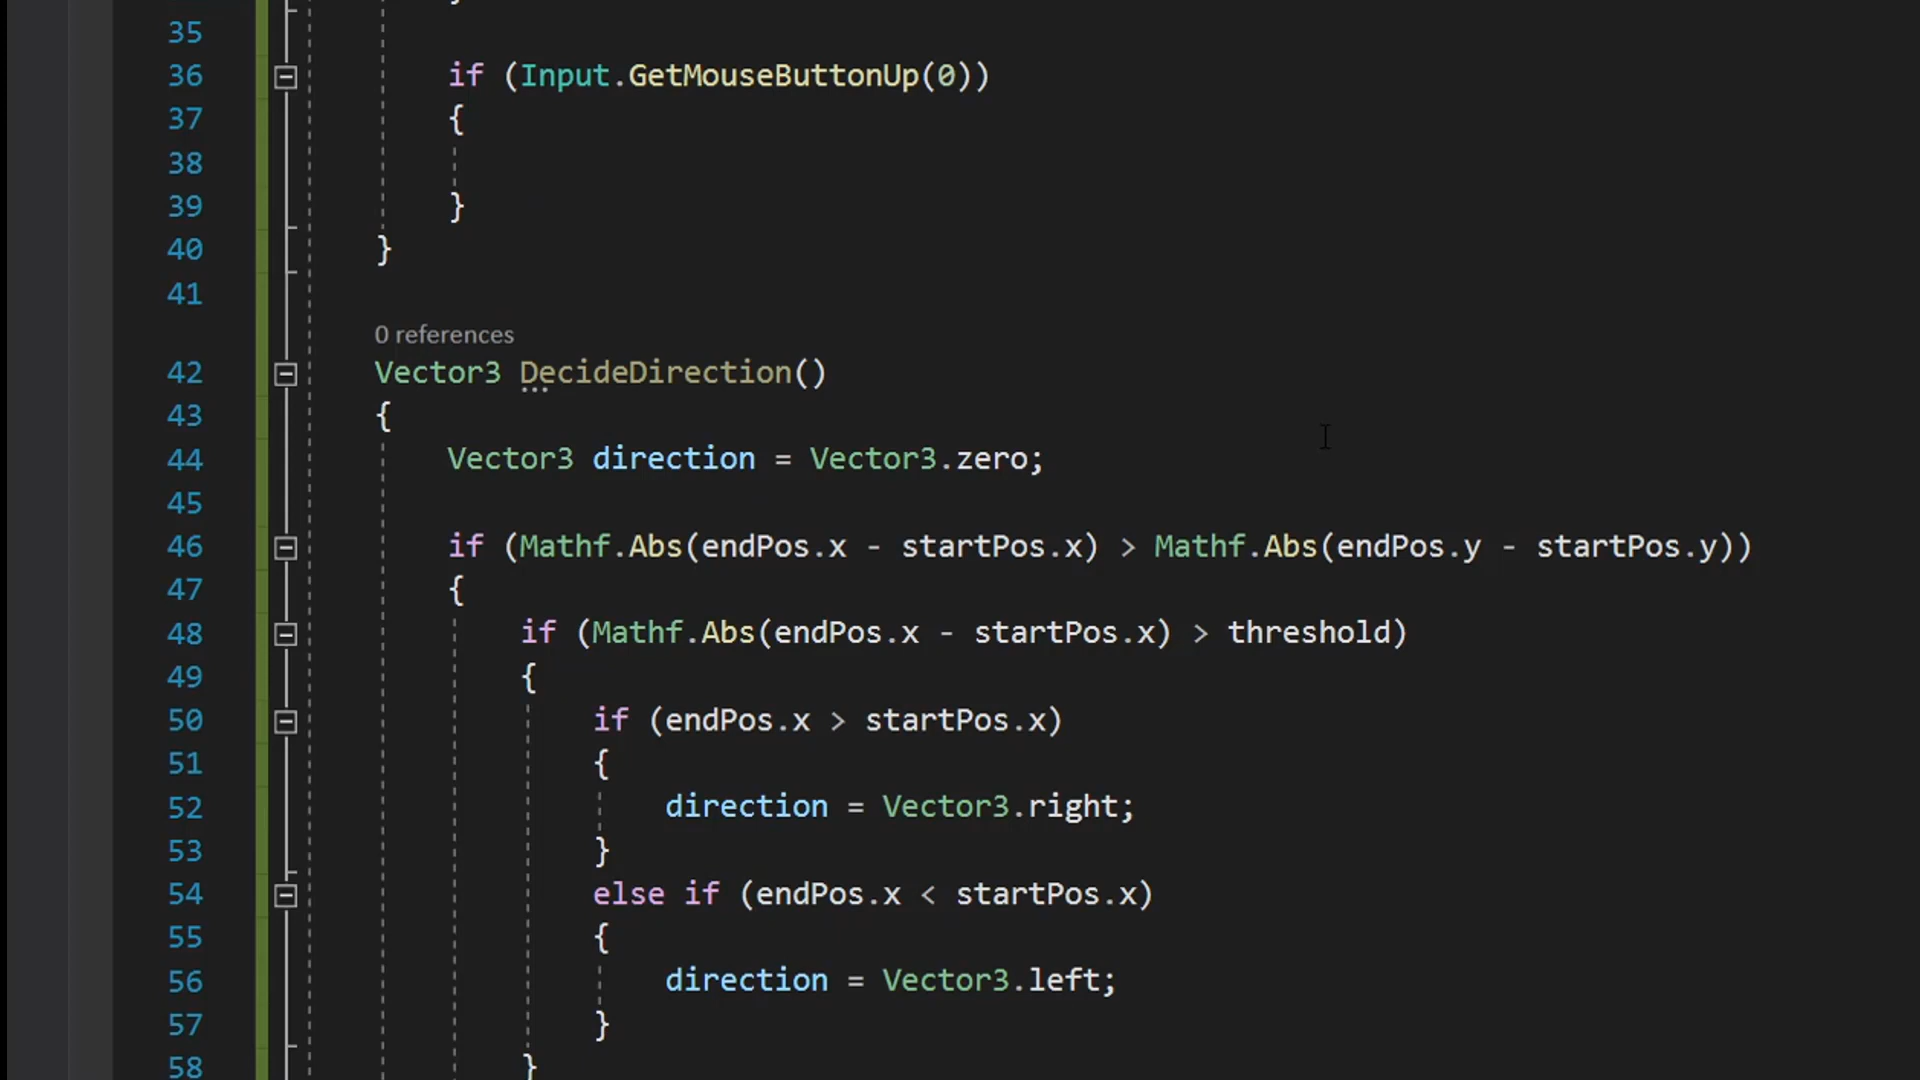 35
36 if (Input.GetMouseButtonUp(0))
37 {
38
39 }
40 }
41
0 references
42 Vector3 DecideDirection()
43 {
44 Vector3 direction = Vector3.zero;
45
46 if (Mathf.Abs(endPos.x - startPos.x) > Mathf.Abs(endPos.y - startPos.y))
47 {
48 if (Mathf.Abs(endPos.x - startPos.x) > threshold)
49 {
50 if (endPos.x > startPos.x)
51 {
52 direction = Vector3.right;
53 }
54 else if (endPos.x < startPos.x)
55 {
56 direction = Vector3.left;
57 }
58 }